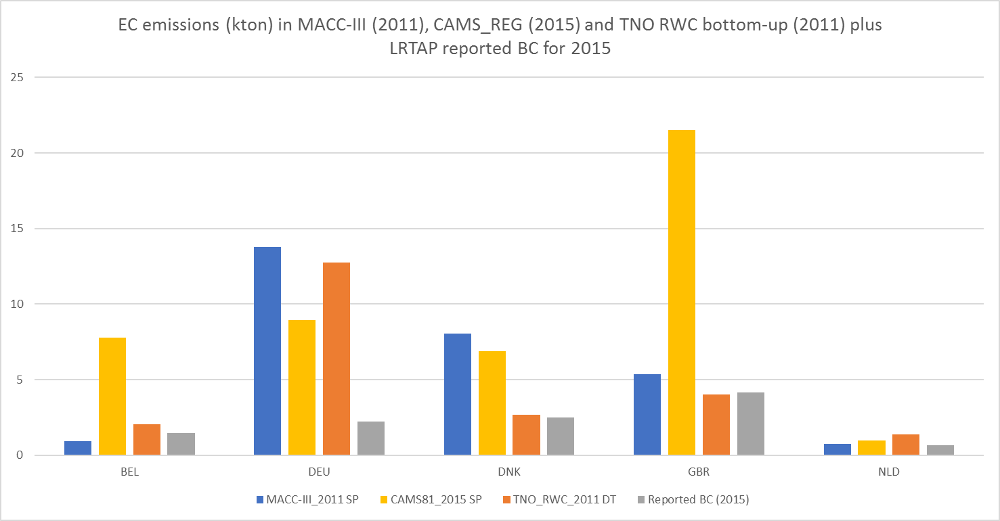 EC emissions (kton) in MACC-III (2011), CAMS_REG (2015) and TNO RWC bottom-up (2011) plus
LRTAP reported BC for 2015
25
20
15
10
5
0
BEL DEU DNK GBR NLD
MACC-III_2011 SP CAMS81_2015 SP TNO_RWC_2011 DT Reported BC (2015)